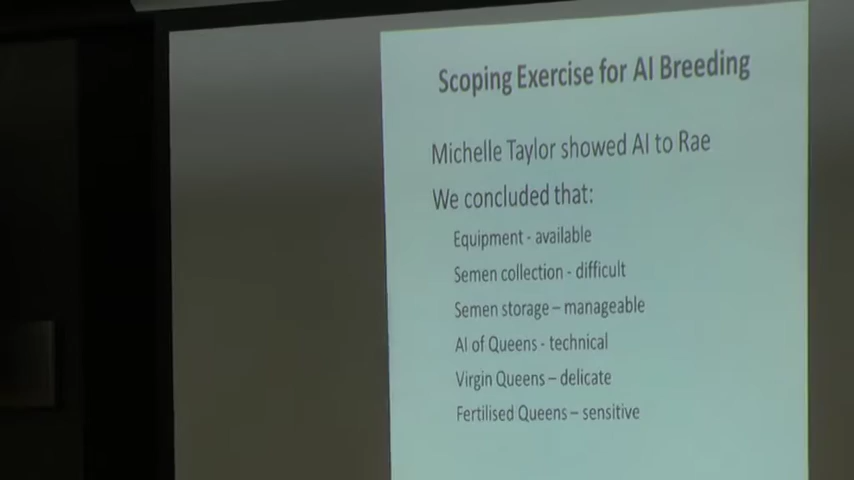 Scoping Exercise for AI Breeding
Michelle Taylor showed AI to Rae
We concluded that:
Equipment - available
Semen collection - difficult
Semen storage – manageable
AI of Queens - technical
Virgin Queens – delicate
Fertilised Queens – sensitive